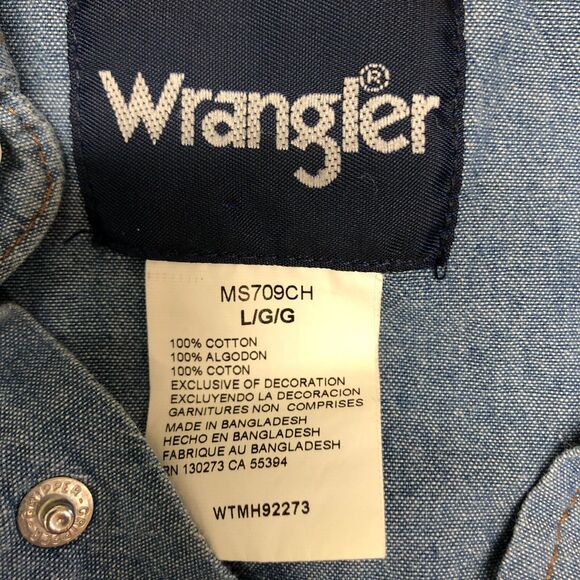 Wrangler®
MS709CH
L/G/G
100% COTTON
100% ALGODON
100% COTON
EXCLUSIVE OF DECORATION
EXCLUYENDO LA DECORACION
GARNITURES NON COMPRISES
MADE IN BANGLADESH
HECHO EN BANGLADESH
FABRIQUE AU BANGLADESH
RN 130273 CA 55394
WTMH92273
GRIPPER